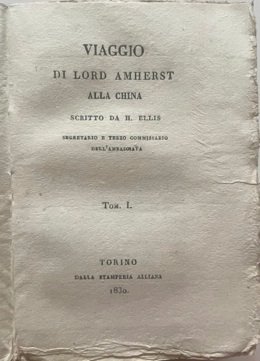 VIAGGIO
DI LORD AMHERST
ALLA CHINA
SCRITTO DA H. ELLIS
SEGRETARIO E TERZO COMMISSARIO
DELL'AMBASCIATA
Tom. I.
TORINO
DALLA STAMPERIA ALLIANA
1830.